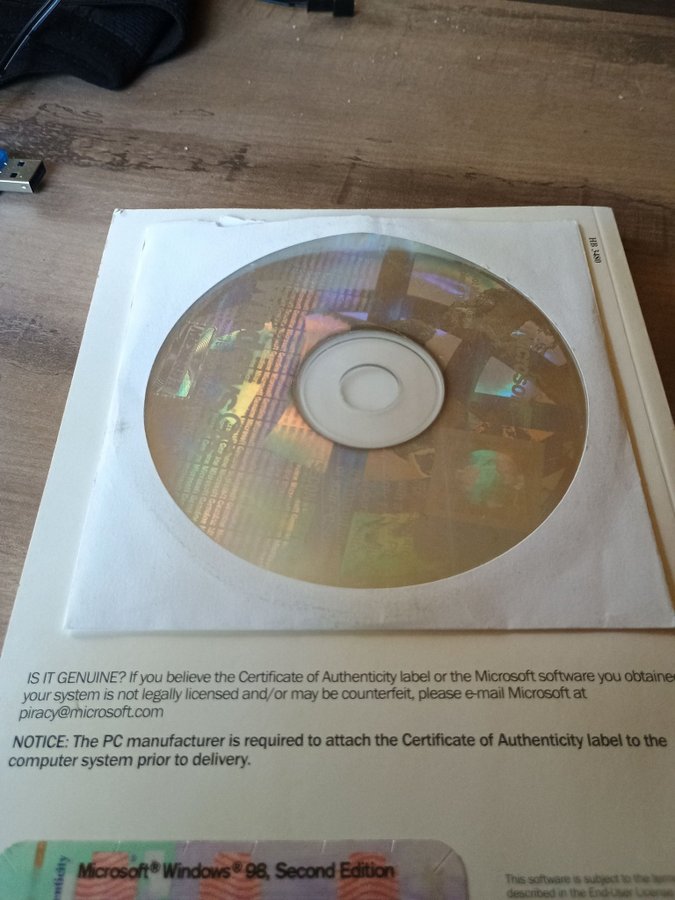 HB 3480
IS IT GENUINE? If you believe the Certificate of Authenticity label or the Microsoft software you obtained
your system is not legally licensed and/or may be counterfeit, please e-mail Microsoft at
piracy@microsoft.com
NOTICE: The PC manufacturer is required to attach the Certificate of Authenticity label to the
computer system prior to delivery.
Microsoft® Windows® 98, Second Edition
This software is subject to the
described in the End-User License